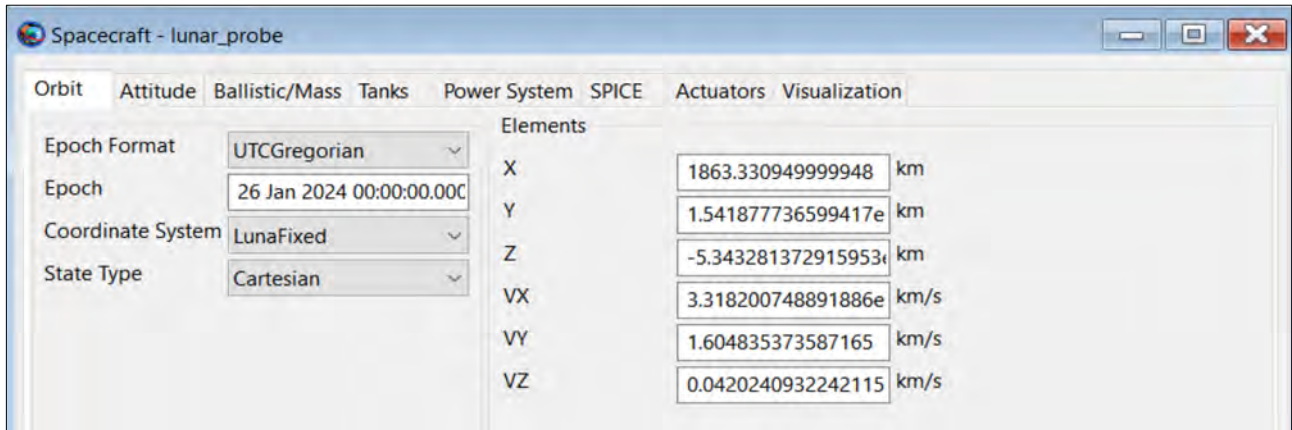 Spacecraft - lunar_probe
Orbit Attitude Ballistic/Mass Tanks Power System SPICE Actuators Visualization
Elements
Epoch Format UTCGregorian
Epoch 26 Jan 2024 00:00:00.000
Coordinate System LunaFixed
State Type Cartesian
X 1863.330949999948 km
Y 1.541877736599417e km
Z -5.343281372915953e km
VX 3.318200748891886e km/s
VY 1.604835373587165 km/s
VZ 0.0420240932242115 km/s